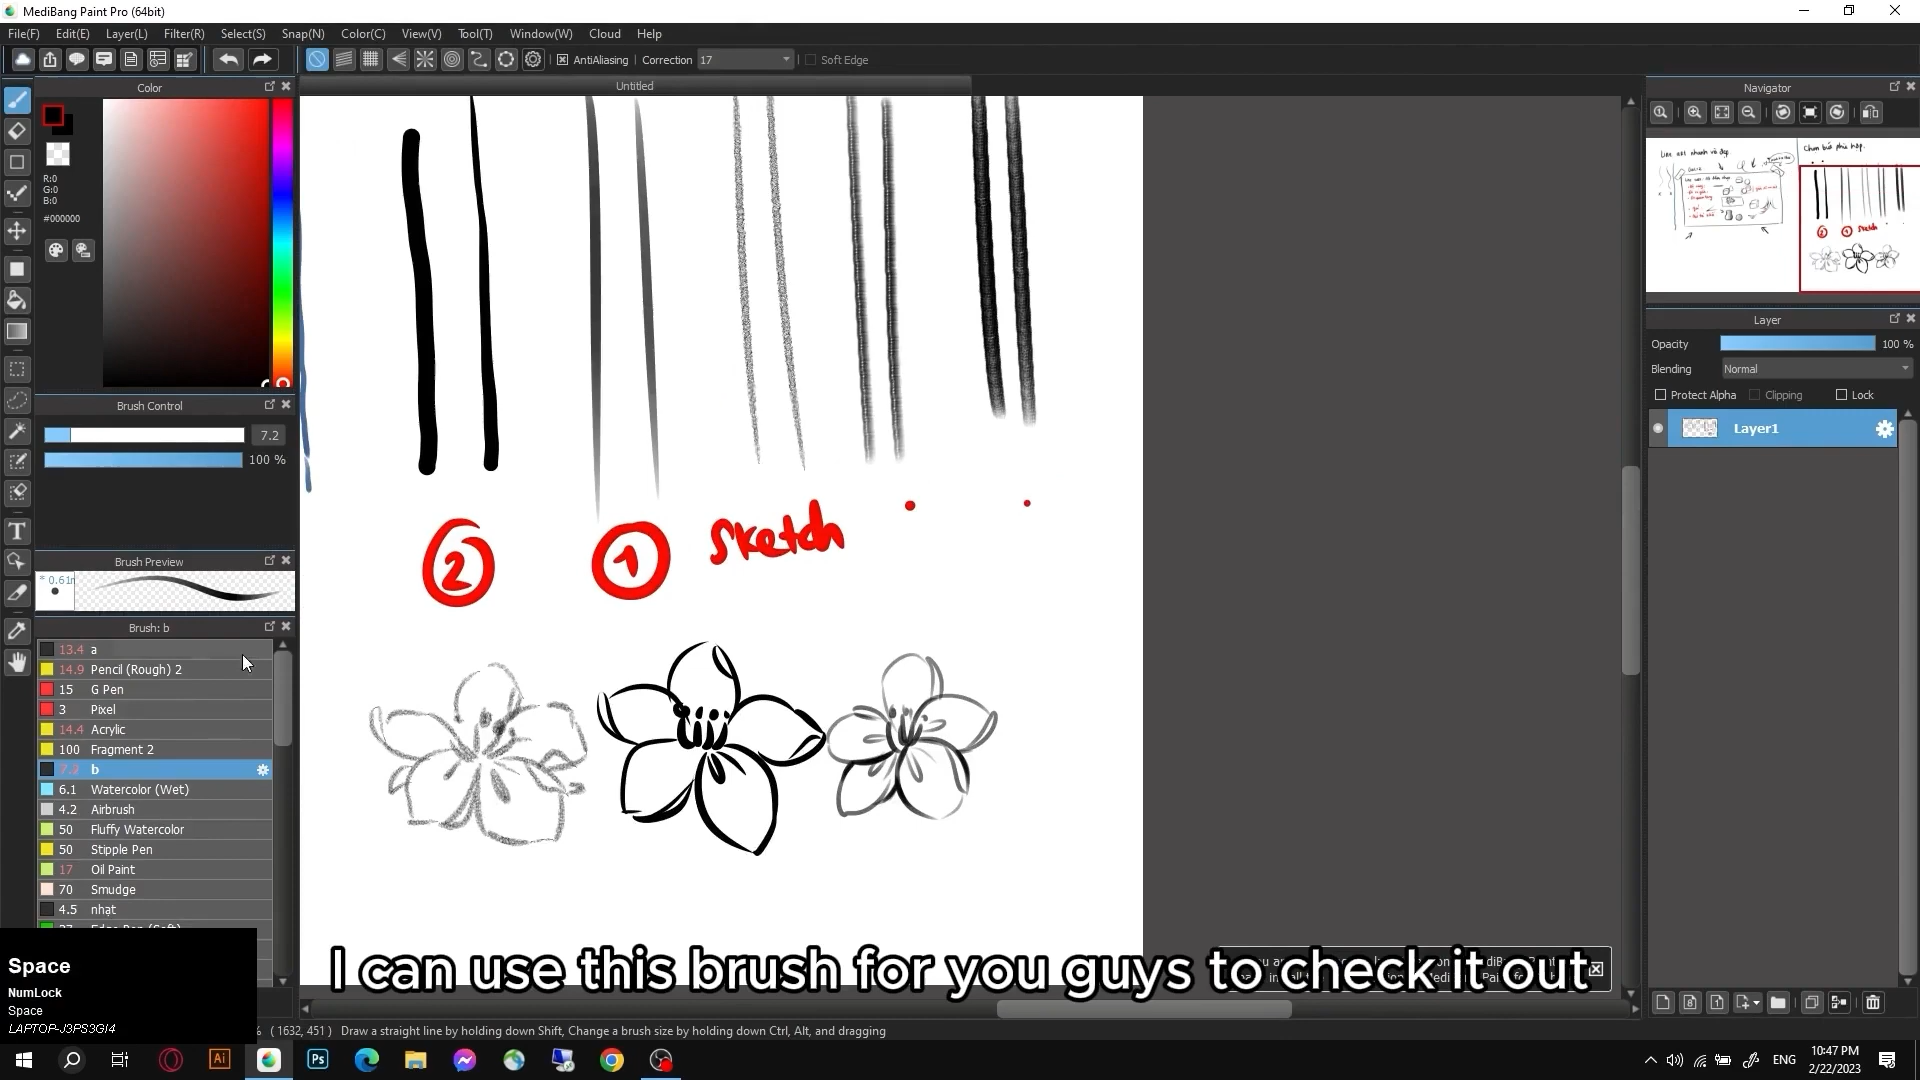 MediBang Paint Pro (64bit)
File(F) Edit(E) Layer(L) Filter(R) Select(S) Snap(N) Color(C) View(V) Tool(T) Window(W) Cloud Help
AntiAliasing Correction 17 Soft Edge
Color
Untitled
Navigator
R:0
G:0
B:0
#000000
Brush Control
7.2
100 %
Brush Preview
* 0.61m
Brush: b
13.4 a
14.9 Pencil (Rough) 2
15 G Pen
3 Pixel
14.4 Acrylic
100 Fragment 2
7.2 b
6.1 Watercolor (Wet)
4.2 Airbrush
50 Fluffy Watercolor
50 Stipple Pen
17 Oil Paint
70 Smudge
4.5 nhạt
27 Edge Pen (Soft)
2 1 Sketch
Layer
Opacity 100 %
Blending Normal
Protect Alpha Clipping Lock
Layer1
I can use this brush for you guys to check it out
Space
NumLock
Space
LAPTOP-J3PS3GI4
% ( 1632, 451 ) Draw a straight line by holding down Shift, Change a brush size by holding down Ctrl, Alt, and dragging
ENG
10:47 PM
2/22/2023